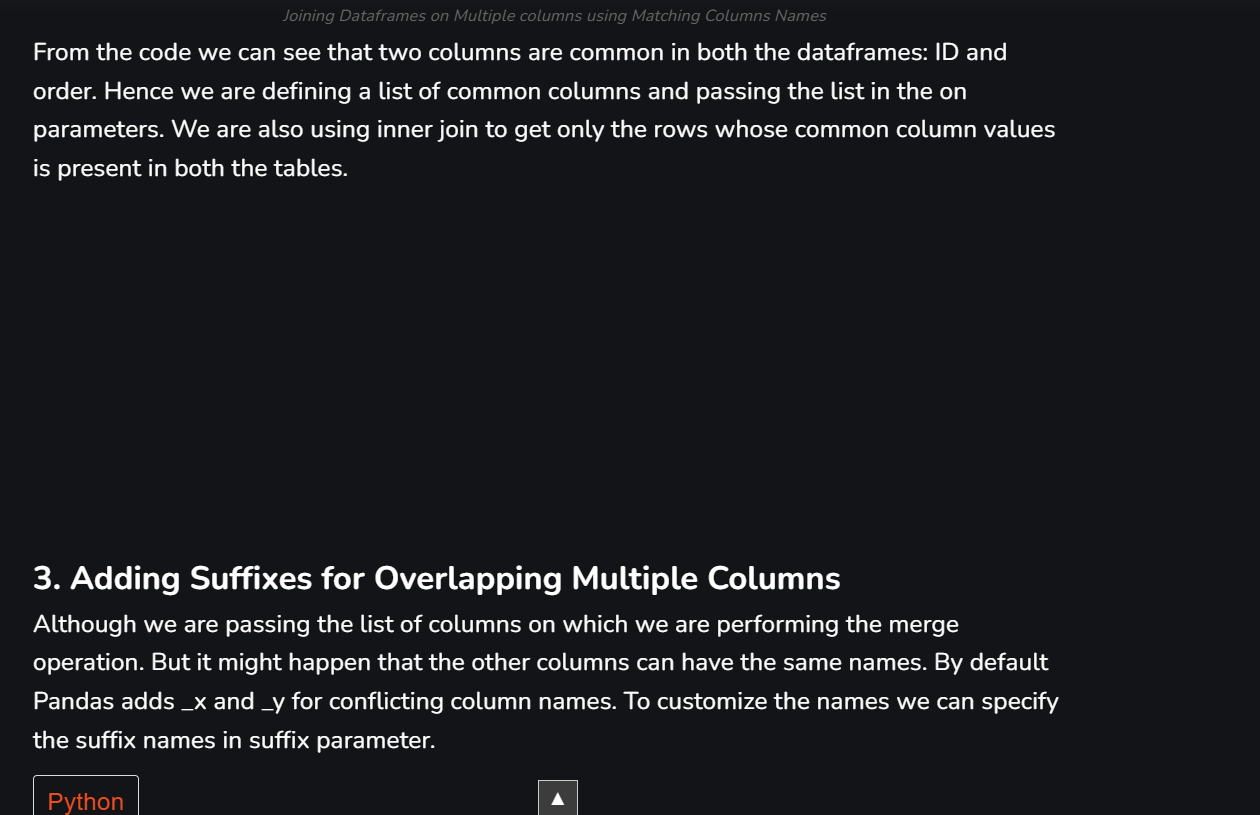 Joining Dataframes on Multiple columns using Matching Columns Names
From the code we can see that two columns are common in both the dataframes: ID and
order. Hence we are defining a list of common columns and passing the list in the on
parameters. We are also using inner join to get only the rows whose common column values
is present in both the tables.
3. Adding Suffixes for Overlapping Multiple Columns
Although we are passing the list of columns on which we are performing the merge
operation. But it might happen that the other columns can have the same names. By default
Pandas adds _x and _y for conflicting column names. To customize the names we can specify
the suffix names in suffix parameter.
Python